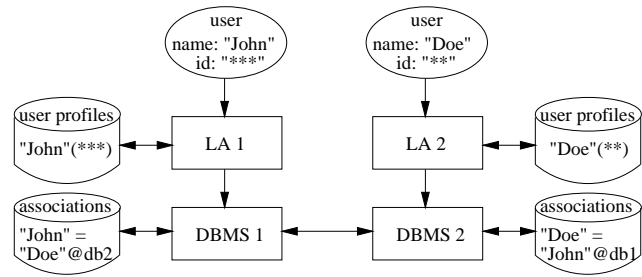 user
name: "John"
id: "***"
user
name: "Doe"
id: "**"
user profiles
"John"(***)
LA 1
LA 2
user profiles
"Doe"(**)
associations
"John" =
"Doe"@db2
DBMS 1
DBMS 2
associations
"Doe" =
"John"@db1